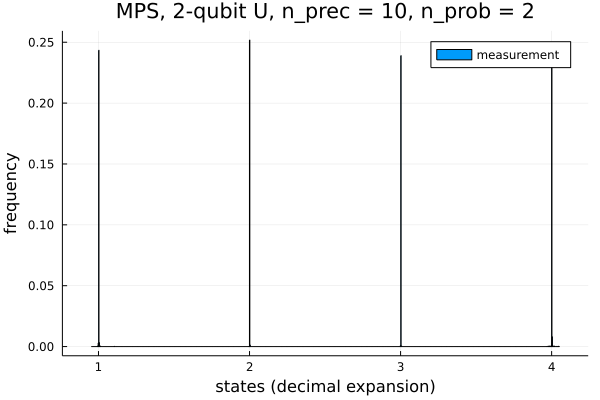 MPS, 2-qubit U, n_prec = 10, n_prob = 2
measurement
0.25
0.20
0.15
0.10
0.05
0.00
frequency
1 2 3 4
states (decimal expansion)